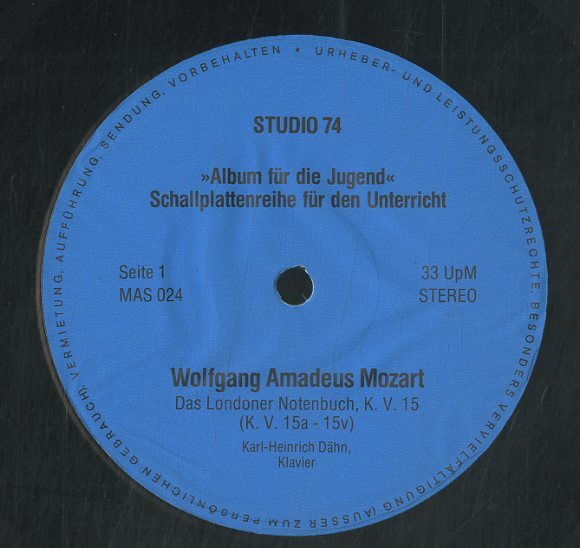 URHEBER- UND LEISTUNGSSCHUTZRECHTE, BESONDERS VERVIELFÄLTIGUNG (AUSSER ZUM PERSÖNLICHEN GEBRAUCH), VERMIETUNG, AUFFÜHRUNG, SENDUNG, VORBEHALTEN •
STUDIO 74
»Album für die Jugend«
Schallplattenreihe für den Unterricht
Seite 1
MAS 024
33 UpM
STEREO
Wolfgang Amadeus Mozart
Das Londoner Notenbuch, K. V. 15
(K. V. 15a - 15v)
Karl-Heinrich Dähn,
Klavier